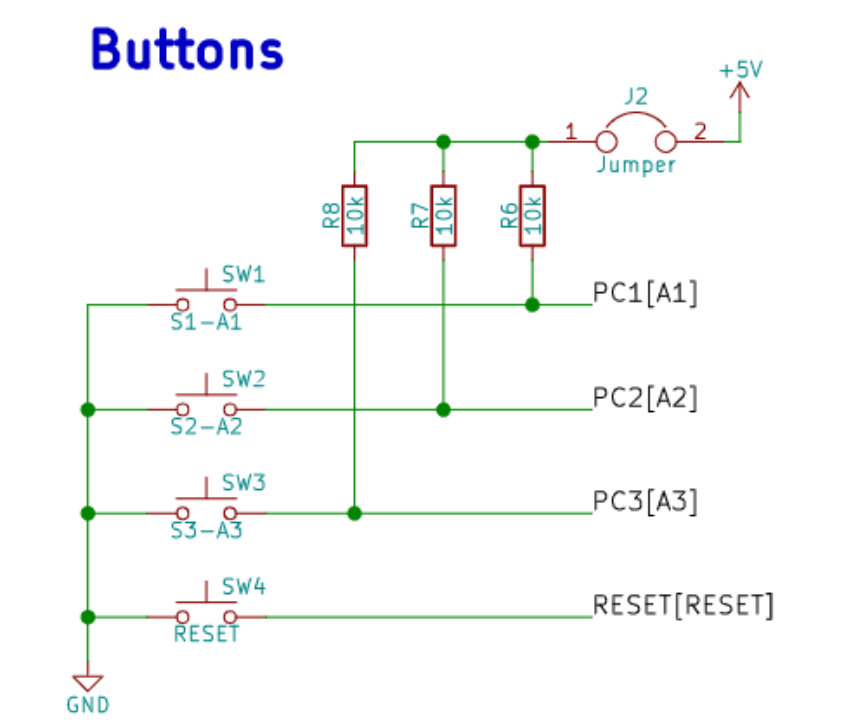 Buttons
+5V
J2
1 2
Jumper
R8 10k R7 10k R6 10k
SW1
PC1[A1]
S1-A1
SW2
PC2[A2]
S2-A2
SW3
PC3[A3]
S3-A3
SW4
RESET[RESET]
RESET
GND